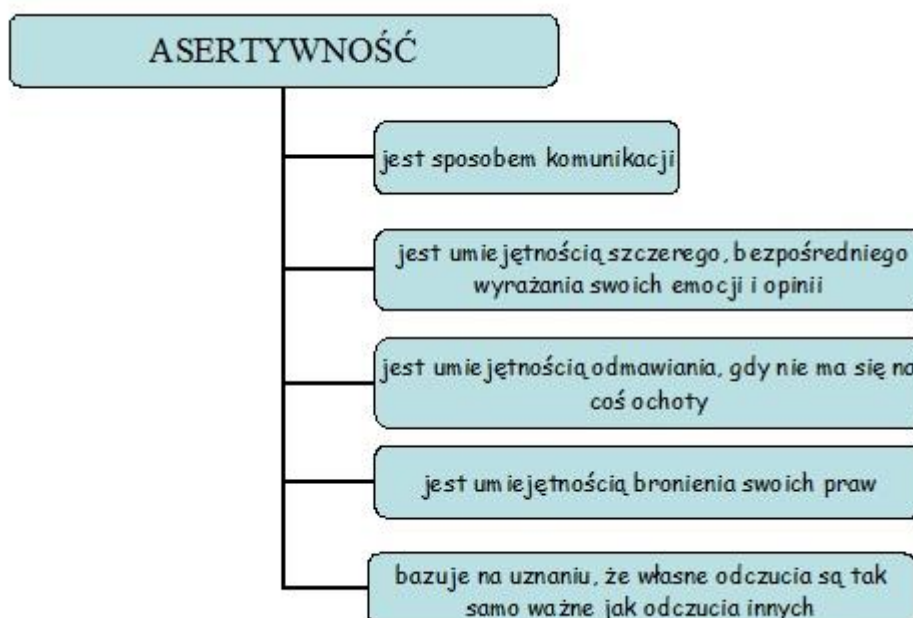 ASERTYWNOŚĆ
jest sposobem komunikacji
jest umiejętnością szczerego, bezpośredniego
wyrażania swoich emocji i opinii
jest umiejętnością odmawiania, gdy nie ma się na
coś ochoty
jest umiejętnością bronienia swoich praw
bazuje na uznaniu, że własne odczucia są tak
samo ważne jak odczucia innych